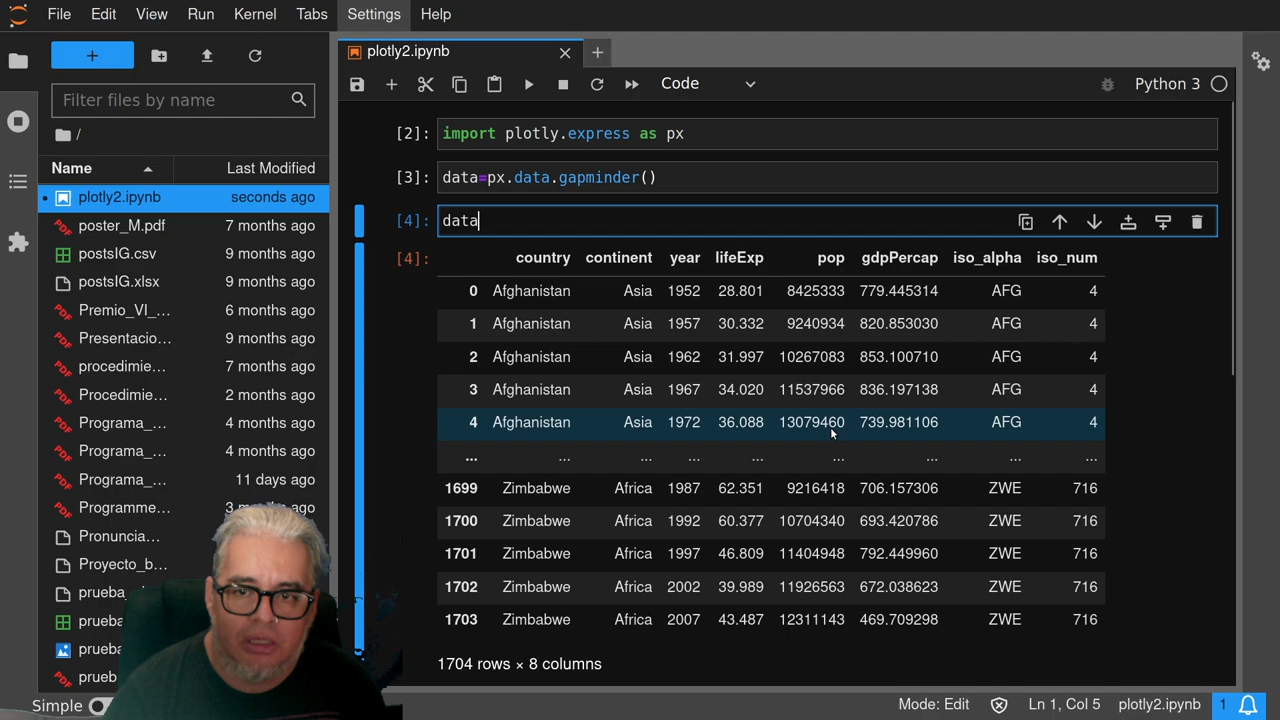 File Edit View Run Kernel Tabs Settings Help
plotly2.ipynb
Filter files by name
Code
Python 3
/
Name Last Modified
plotly2.ipynb seconds ago
poster_M.pdf 7 months ago
postsIG.csv 9 months ago
postsIG.xlsx 9 months ago
Premio_VI_... 6 months ago
Presentacio... 9 months ago
procedimie... 7 months ago
Procedimie... 2 months ago
Programa_... 4 months ago
Programa_... 4 months ago
Programa_... 11 days ago
Programme... 3 ago
Pronuncia...
Proyecto_b...
prueba
prueba
prueba
prueb
[2]: import plotly.express as px
[3]: data=px.data.gapminder()
[4]: data
[4]: country continent year lifeExp pop gdpPercap iso_alpha iso_num
0 Afghanistan Asia 1952 28.801 8425333 779.445314 AFG 4
1 Afghanistan Asia 1957 30.332 9240934 820.853030 AFG 4
2 Afghanistan Asia 1962 31.997 10267083 853.100710 AFG 4
3 Afghanistan Asia 1967 34.020 11537966 836.197138 AFG 4
4 Afghanistan Asia 1972 36.088 13079460 739.981106 AFG 4
... ... ... ... ... ... ... ... ...
1699 Zimbabwe Africa 1987 62.351 9216418 706.157306 ZWE 716
1700 Zimbabwe Africa 1992 60.377 10704340 693.420786 ZWE 716
1701 Zimbabwe Africa 1997 46.809 11404948 792.449960 ZWE 716
1702 Zimbabwe Africa 2002 39.989 11926563 672.038623 ZWE 716
1703 Zimbabwe Africa 2007 43.487 12311143 469.709298 ZWE 716
1704 rows × 8 columns
Simple
Mode: Edit Ln 1, Col 5 plotly2.ipynb 1